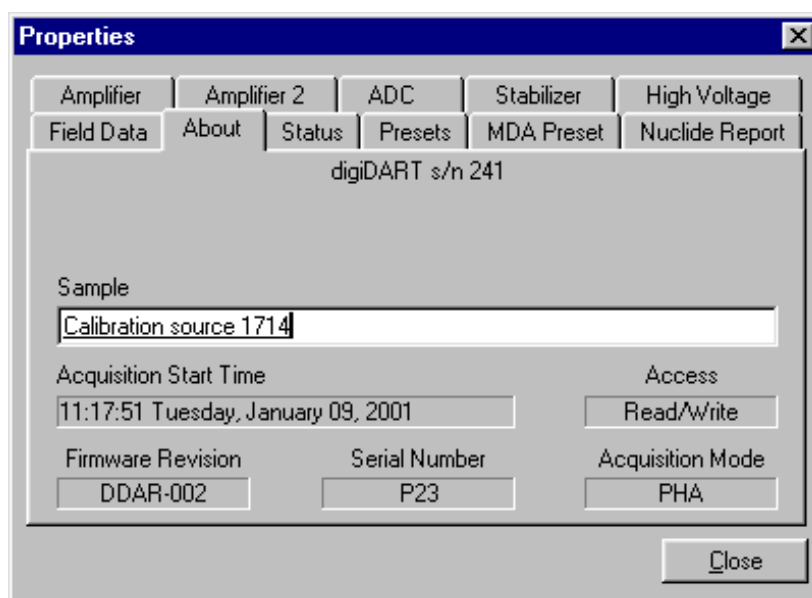 Properties
Amplifier Amplifier 2 ADC Stabilizer High Voltage
Field Data About Status Presets MDA Preset Nuclide Report
digiDART s/n 241
Sample
Calibration source 1714
Acquisition Start Time Access
11:17:51 Tuesday, January 09, 2001 Read/Write
Firmware Revision Serial Number Acquisition Mode
DDAR-002 P23 PHA
Close